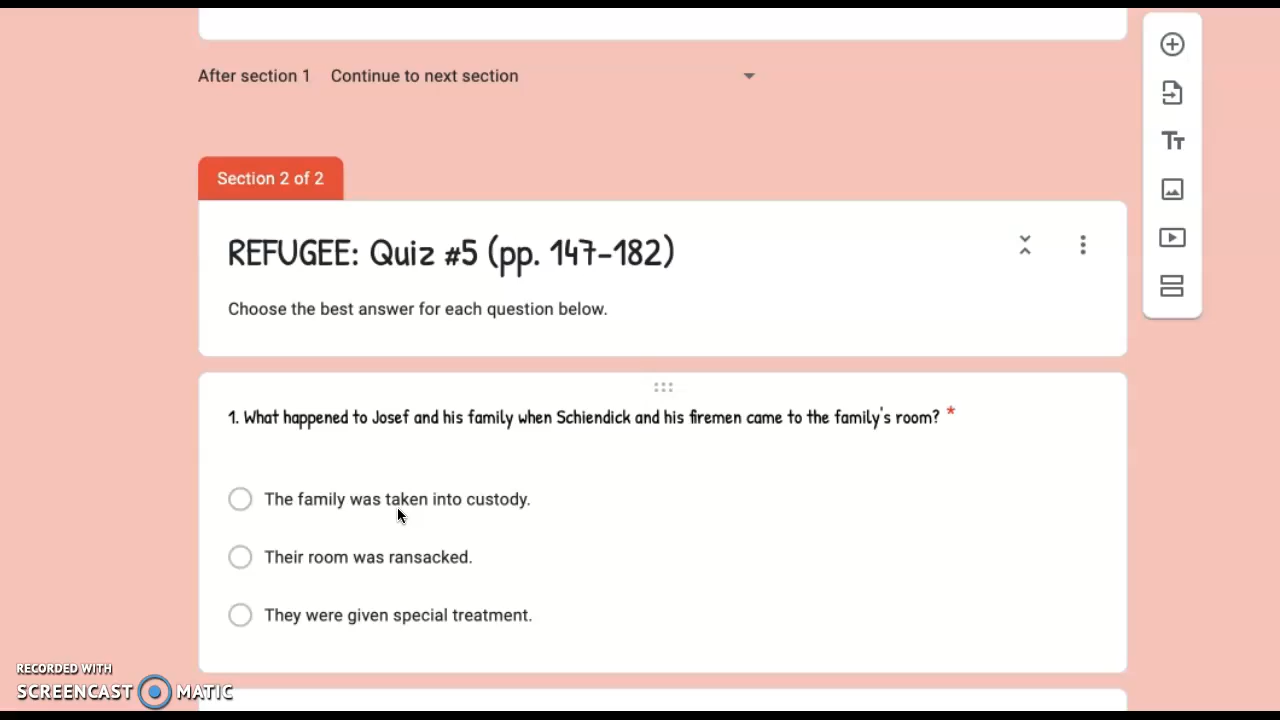 After section 1 Continue to next section
Section 2 of 2
REFUGEE: Quiz #5 (pp. 147-182)
Choose the best answer for each question below.
1. What happened to Josef and his family when Schiendick and his firemen came to the family's room? *
The family was taken into custody.
Their room was ransacked.
They were given special treatment.
RECORDED WITH
SCREENCAST MATIC